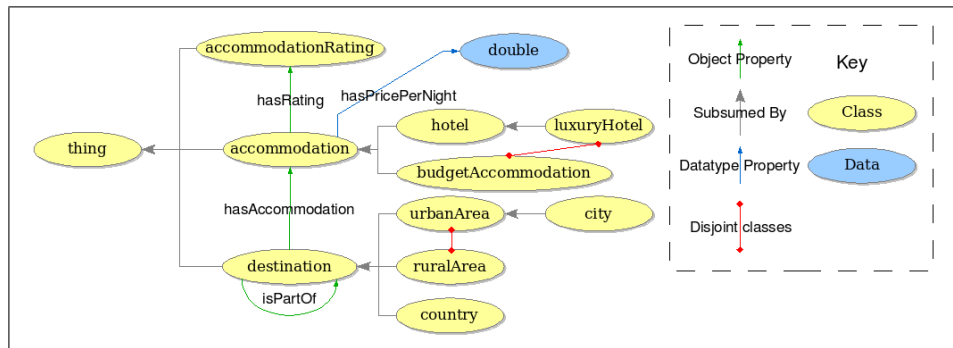 accommodationRating
double
hasRating
hasPricePerNight
thing
accommodation
hotel
luxuryHotel
budgetAccommodation
hasAccommodation
urbanArea
city
destination
ruralArea
isPartOf
country
Object Property
Key
Subsumed By
Class
Datatype Property
Data
Disjoint classes